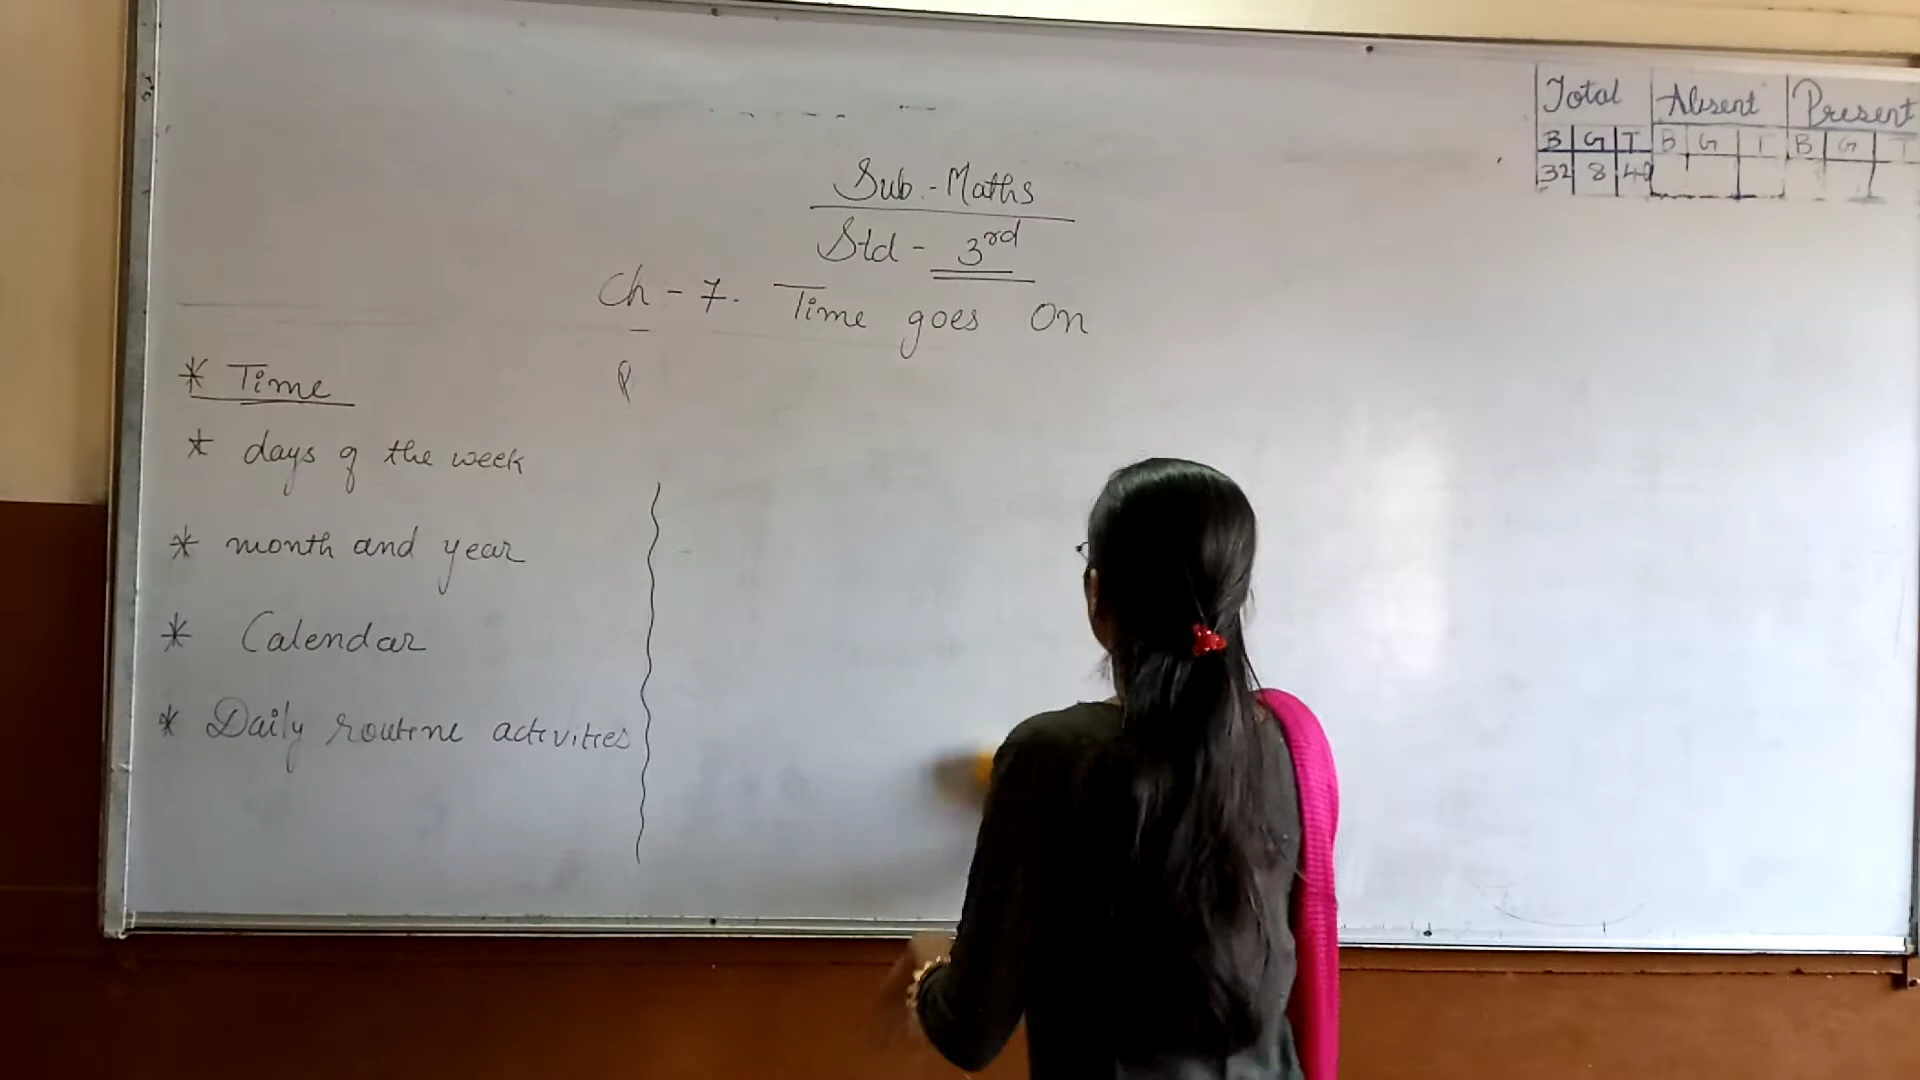 Total Absent Present
B G T B G T B G T
32 8 40
Sub.-Maths
Std - 3rd
Ch - 7. Time goes On
* Time
* days of the week
* month and year
* Calendar
* Daily routine activities